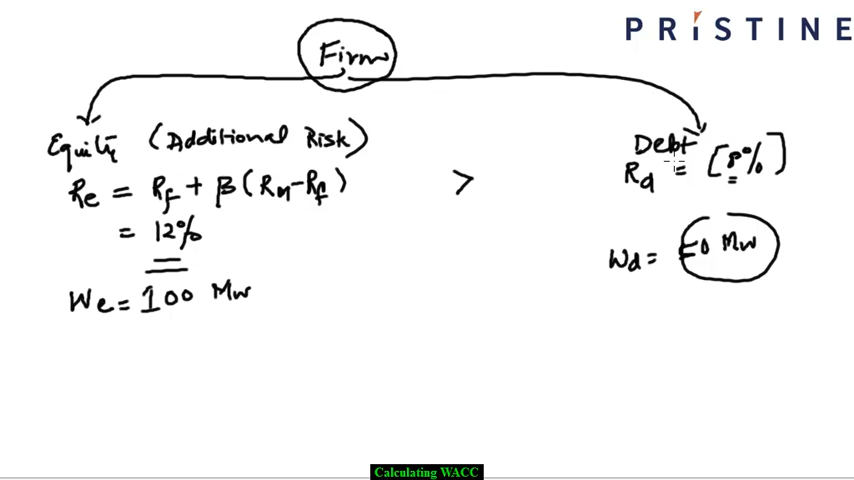 PRISTINE
Firm
Equity (Additional Risk)
Re = Rf + β (RM - Rf)
= 12%
We = 100 Mn
>
Debt
Rd = [8%]
Wd = 50 Mn
Calculating WACC